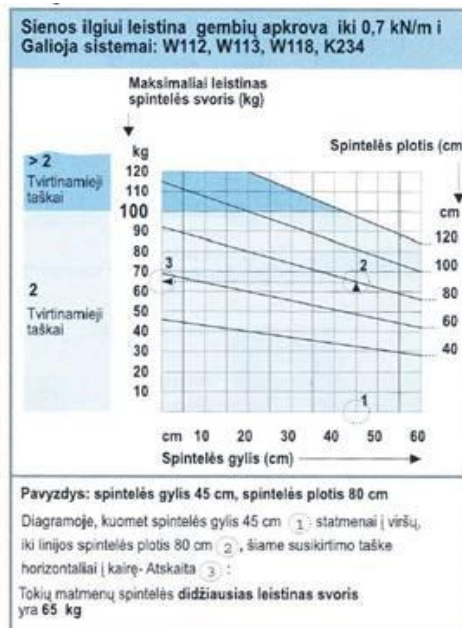 Sienos ilgiui leistina gembių apkrova iki 0,7 kN/m i
Galioja sistemai: W112, W113, W118, K234
Maksimaliai leistinas
spintelės svoris (kg)
Spintelės plotis (cm
> 2
Tvirtinamieji
taškai
2
Tvirtinamieji
taškai
kg
120
110
100
90
80
70
60
50
40
30
20
10
3
2
1
cm
120
100
80
60
40
cm 10 20 30 40 50 60
Spintelės gylis (cm)
Pavyzdys: spintelės gylis 45 cm, spintelės plotis 80 cm
Diagramoje, kuomet spintelės gylis 45 cm 1 statmenai į viršų,
iki linijos spintelės plotis 80 cm 2, šiame susikirtimo taške
horizontaliai į kairę- Atskaita 3 :
Tokių matmenų spintelės didžiausias leistinas svoris
yra 65 kg